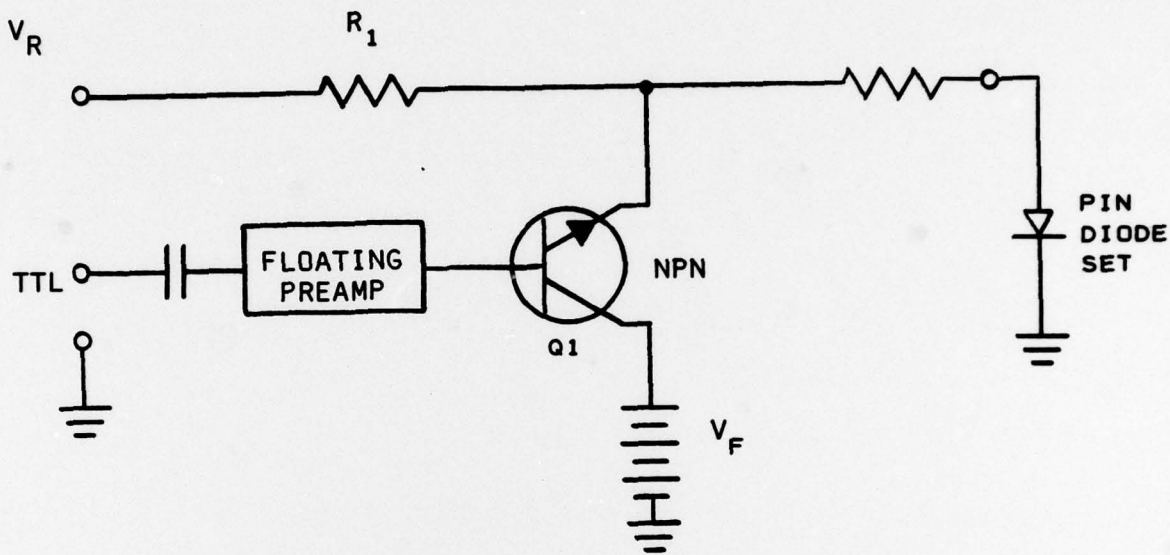 V_R
R_1
TTL
FLOATING
PREAMP
NPN
Q1
V_F
PIN
DIODE
SET